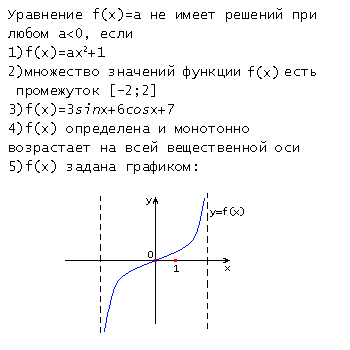 Уравнение f(x)=a не имеет решений при
любом a<0, если
1)f(x)=ax²+1
2)множество значений функции f(x) есть
промежуток [-2;2]
3)f(x)=3sinx+6cosx+7
4)f(x) определена и монотонно
возрастает на всей вещественной оси
5)f(x) задана графиком:
y
y=f(x)
0
1
x